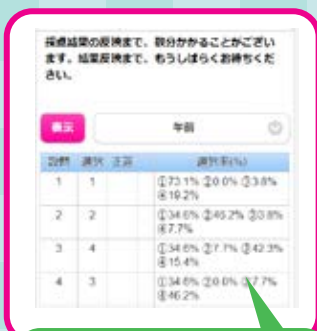 採点結果の反映まで、数分かかることがござい
ます。結果反映まで、もうしばらくお待ちくだ
さい。
表示 午前
設問 選択 正答 選択率(%)
1 1 ①73.1% ②0.0% ③3.8%
④19.2%
2 2 ①34.6% ②46.2% ③3.8%
④7.7%
3 4 ①34.6% ②7.7% ③42.3%
④15.4%
4 3 ①34.6% ②0.0% ③7.7%
④46.2%